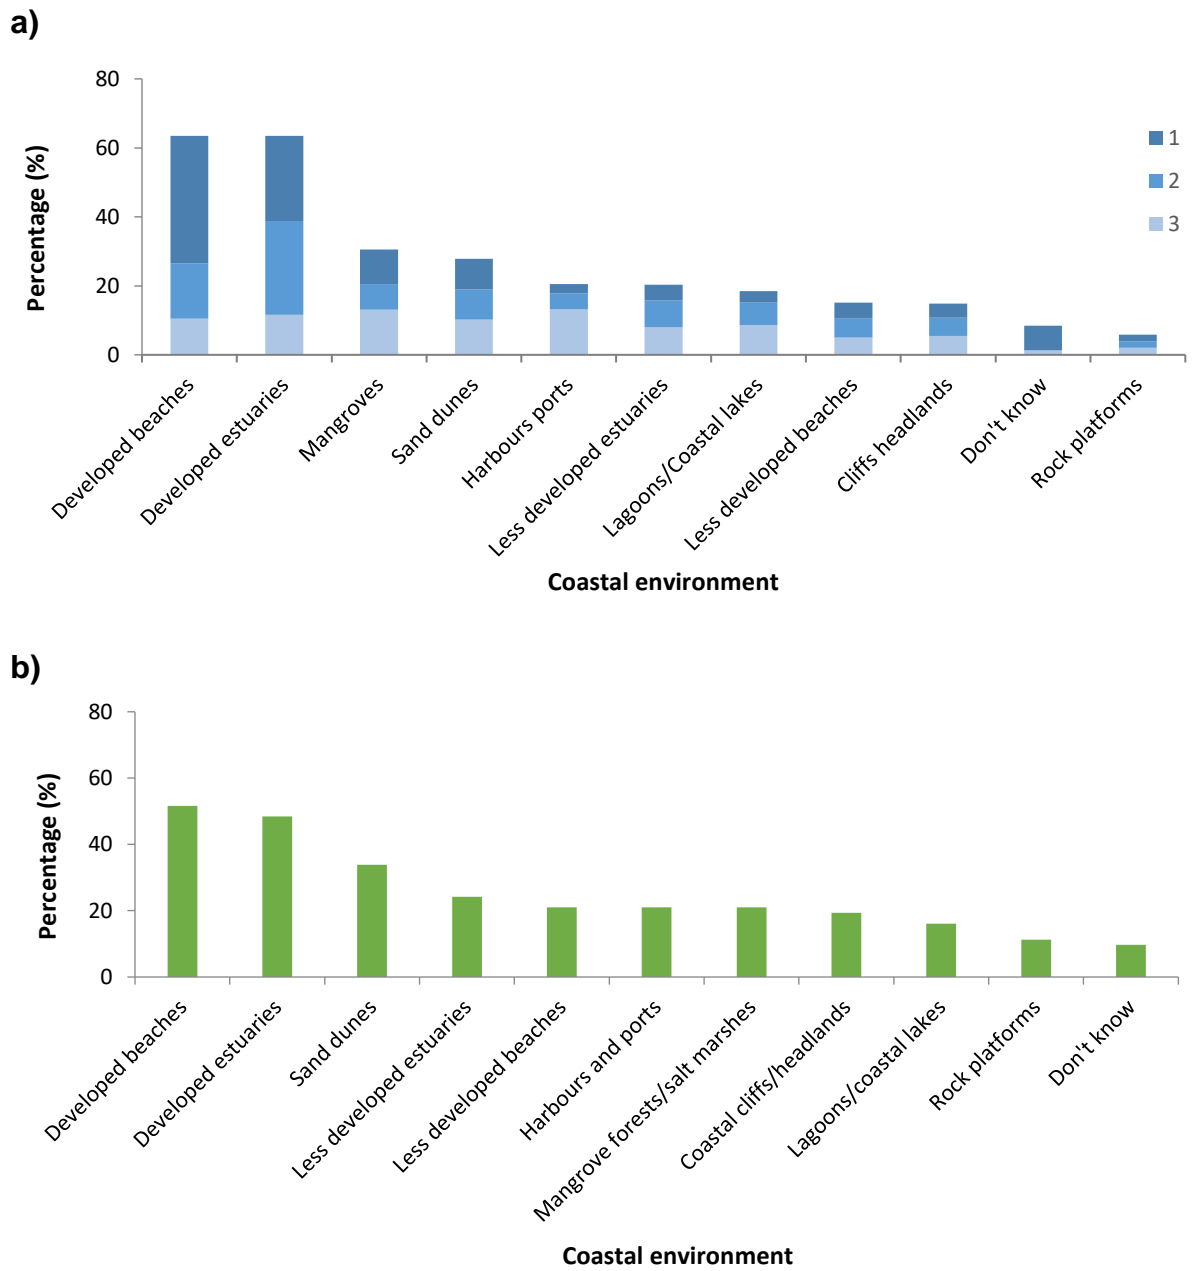 a)
80
60
40
20
0
Percentage (%)
1
2
3
Developed beaches
Developed estuaries
Mangroves
Sand dunes
Harbours ports
Less developed estuaries
Lagoons/Coastal lakes
Less developed beaches
Cliffs headlands
Don't know
Rock platforms
Coastal environment
b)
80
60
40
20
0
Percentage (%)
Developed beaches
Developed estuaries
Sand dunes
Less developed estuaries
Less developed beaches
Harbours and ports
Mangrove forests/salt marshes
Coastal cliffs/headlands
Lagoons/coastal lakes
Rock platforms
Don't know
Coastal environment